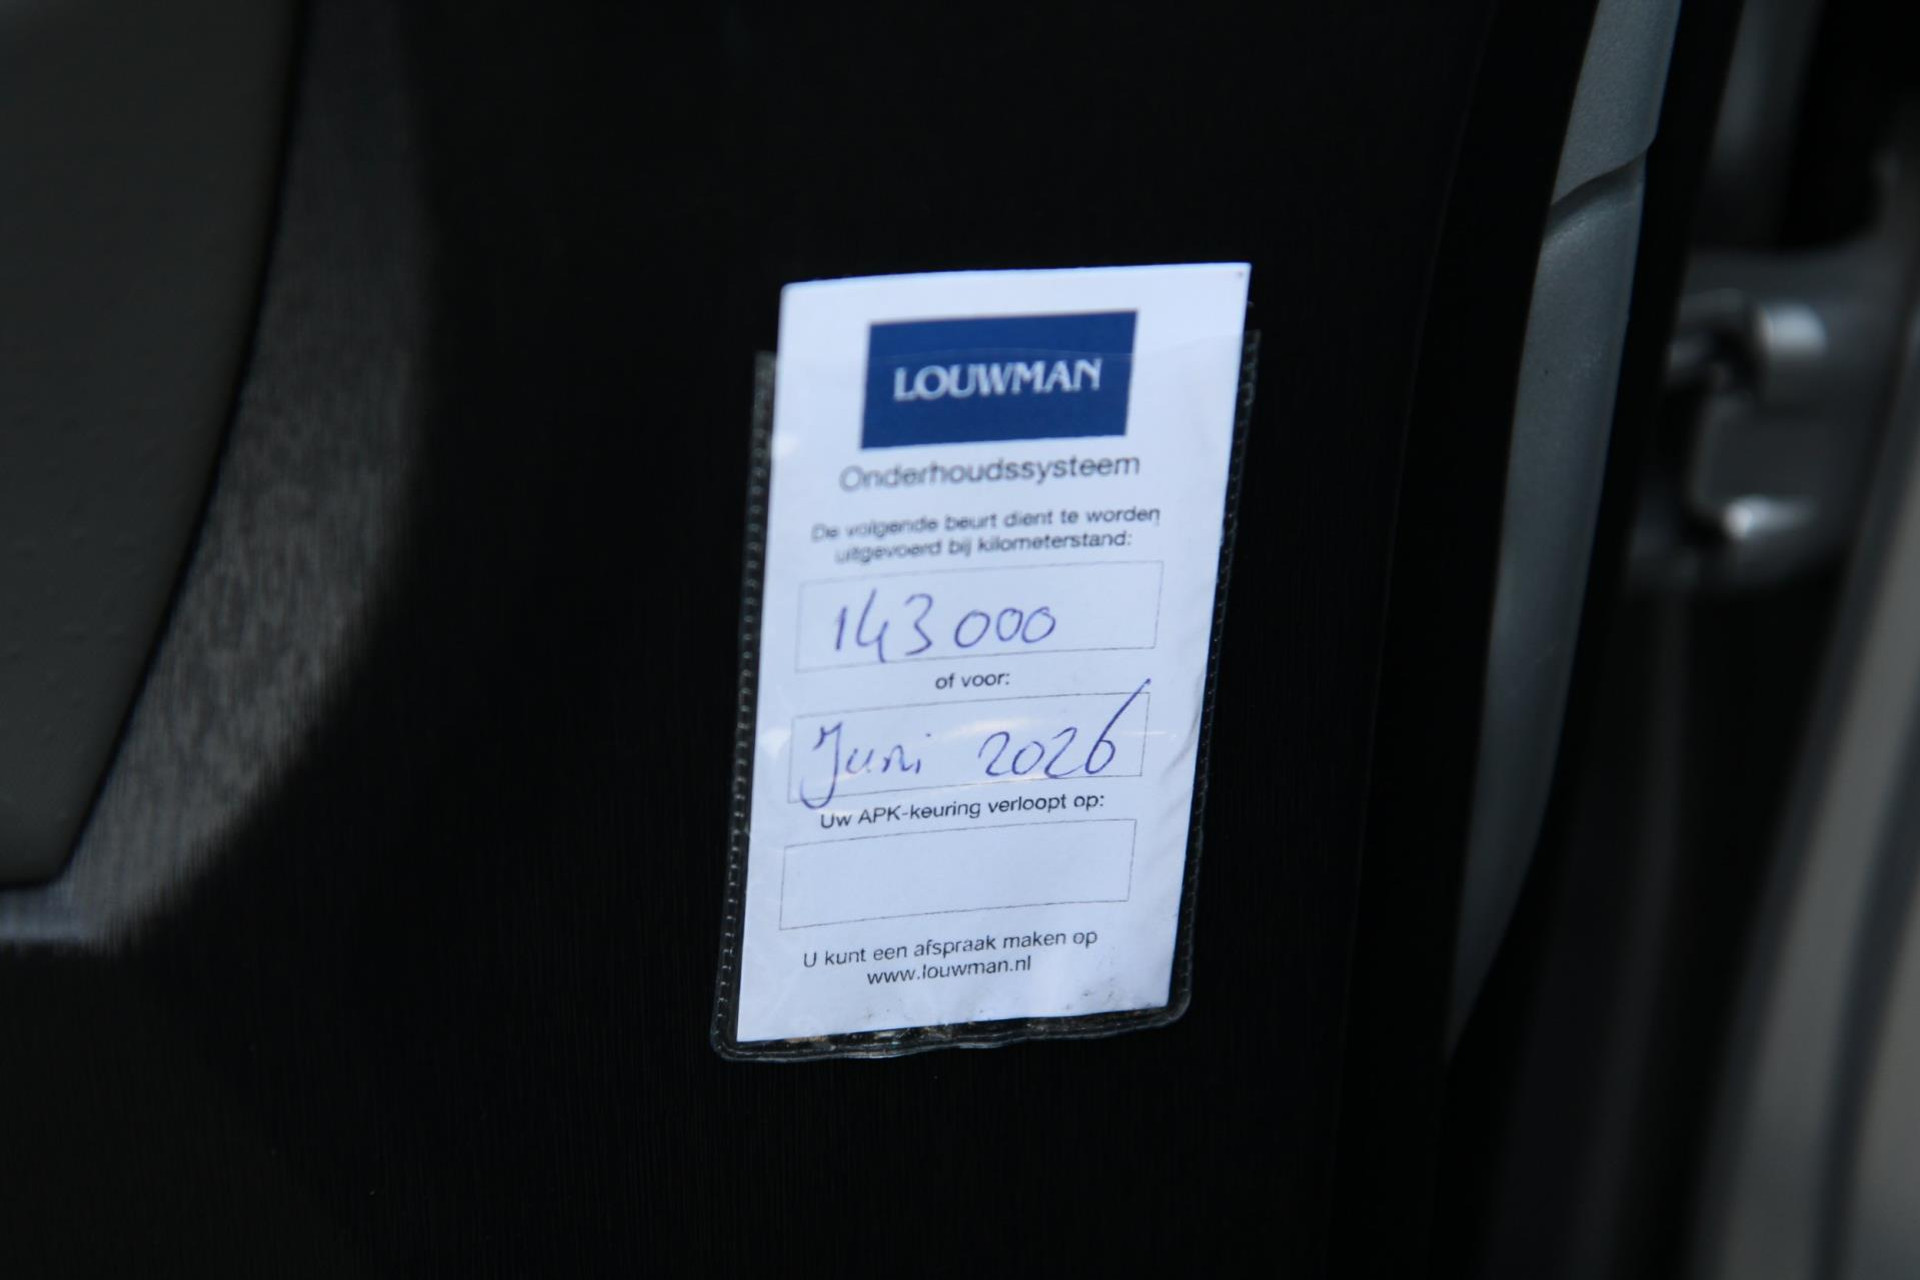 LOUWMAN
Onderhoudssysteem
De volgende beurt dient te worden
uitgevoerd bij kilometerstand:
143000
of voor:
Juni 2026
Uw APK-keuring verloopt op:
U kunt een afspraak maken op
www.louwman.nl